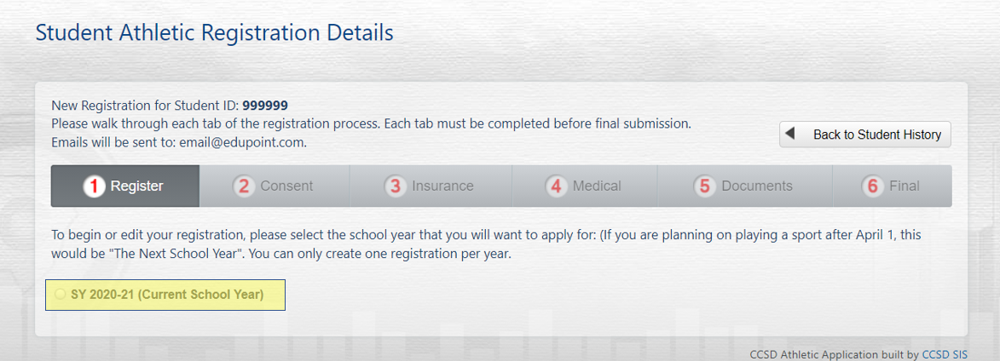 Student Athletic Registration Details
New Registration for Student ID: 999999
Please walk through each tab of the registration process. Each tab must be completed before final submission.
Emails will be sent to: email@edupoint.com.
Back to Student History
1 Register 2 Consent 3 Insurance 4 Medical 5 Documents 6 Final
To begin or edit your registration, please select the school year that you will want to apply for: (If you are planning on playing a sport after April 1, this
would be "The Next School Year". You can only create one registration per year.
SY 2020-21 (Current School Year)
CCSD Athletic Application built by CCSD SIS